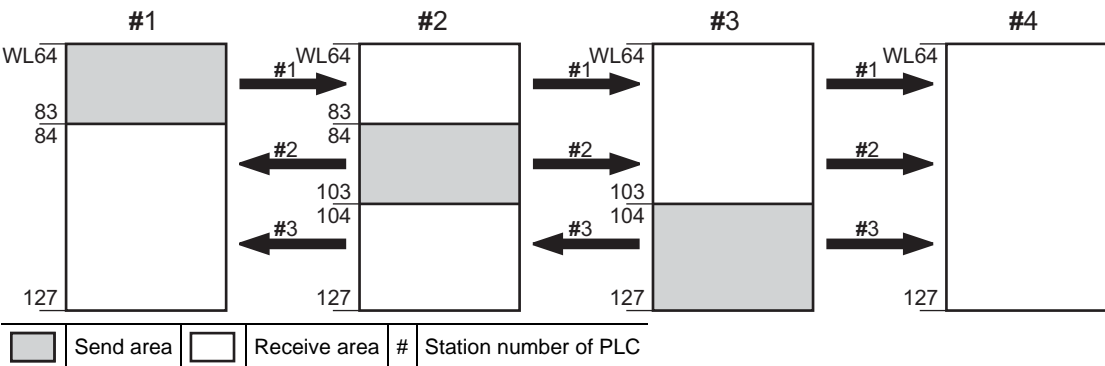 #1 #2 #3 #4
WL64 WL64 WL64 WL64
#1 #1 #1
83 83
84 84
#2 #2 #2
103 103
104 104
#3 #3 #3
127 127 127 127
Send area Receive area # Station number of PLC